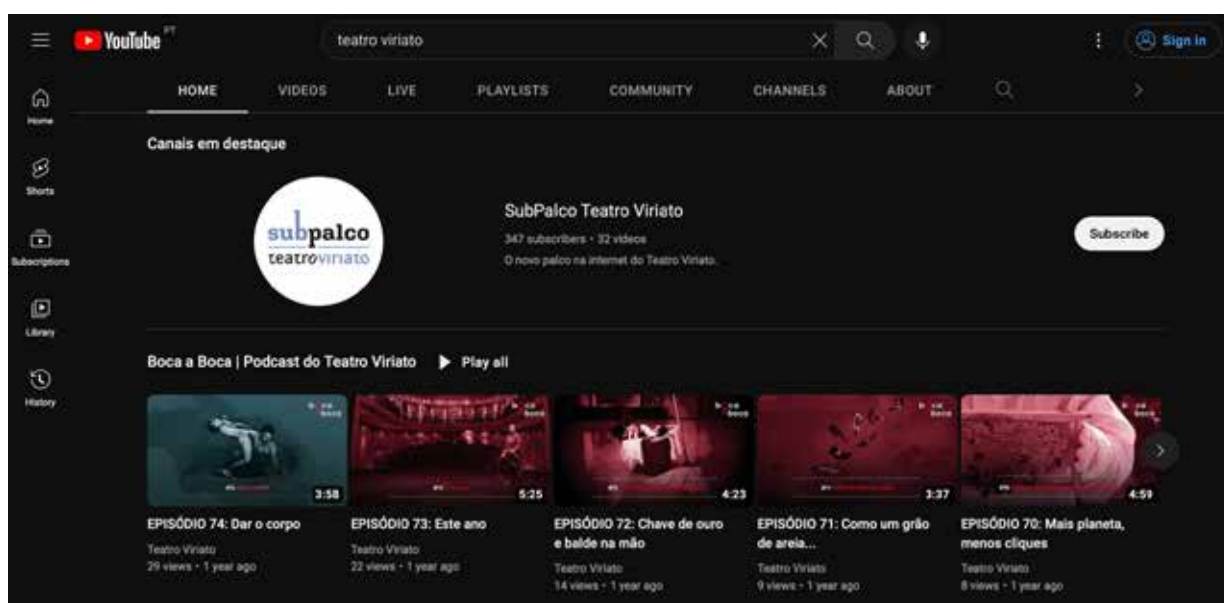 YouTube PT
teatro viriato
Sign in
HOME VIDEOS LIVE PLAYLISTS COMMUNITY CHANNELS ABOUT
Home
Shorts
Subscriptions
Library
History
Canais em destaque
subpalco
teatroviriato
SubPalco Teatro Viriato
347 subscribers • 32 videos
O novo palco na internet do Teatro Viriato.
Subscribe
Boca a Boca | Podcast do Teatro Viriato Play all
3:58
EPISÓDIO 74: Dar o corpo
Teatro Viriato
29 views • 1 year ago
5:25
EPISÓDIO 73: Este ano
Teatro Viriato
22 views • 1 year ago
4:23
EPISÓDIO 72: Chave de ouro
e balde na mão
Teatro Viriato
14 views • 1 year ago
3:37
EPISÓDIO 71: Como um grão
de areia...
Teatro Viriato
9 views • 1 year ago
4:59
EPISÓDIO 70: Mais planeta,
menos cliques
Teatro Viriato
8 views • 1 year ago